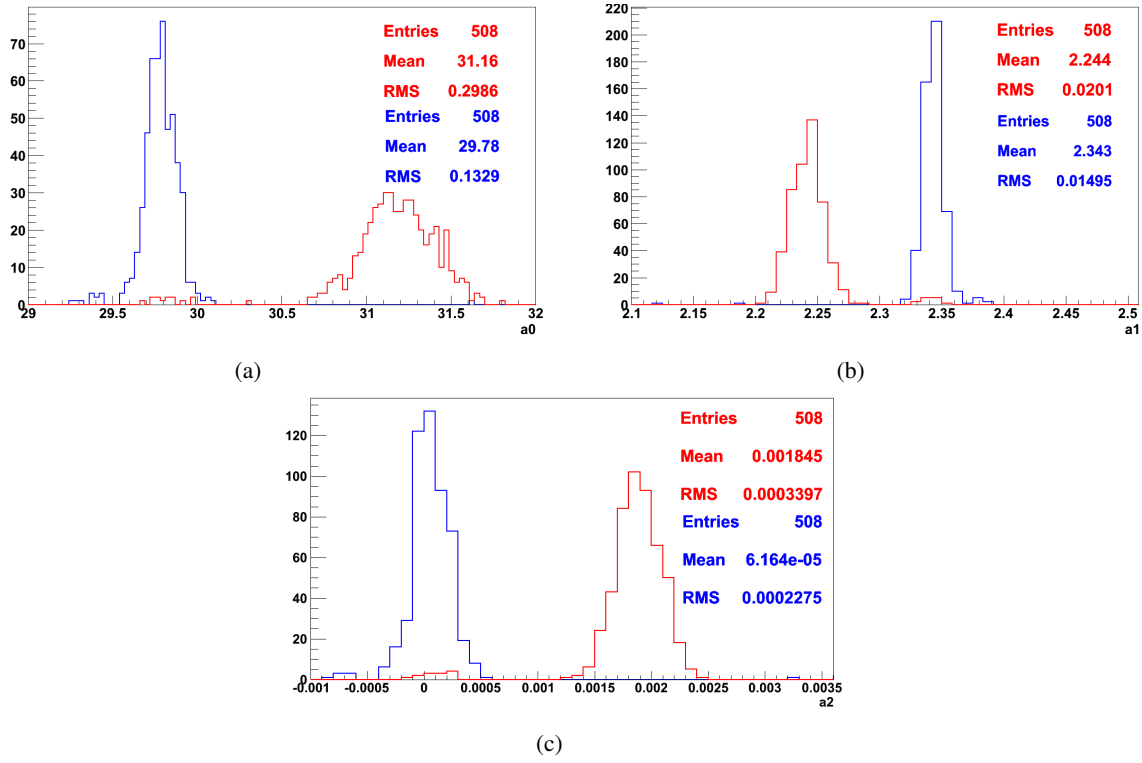 Entries 508
Mean 31.16
RMS 0.2986
Entries 508
Mean 29.78
RMS 0.1329
70
60
50
40
30
20
10
0
29 29.5 30 30.5 31 31.5 32
a0
(a)
Entries 508
Mean 2.244
RMS 0.0201
Entries 508
Mean 2.343
RMS 0.01495
220
200
180
160
140
120
100
80
60
40
20
0
2.1 2.15 2.2 2.25 2.3 2.35 2.4 2.45 2.5
a1
(b)
Entries 508
Mean 0.001845
RMS 0.0003397
Entries 508
Mean 6.164e-05
RMS 0.0002275
120
100
80
60
40
20
0
-0.001 -0.0005 0 0.0005 0.001 0.0015 0.002 0.0025 0.003 0.0035
a2
(c)